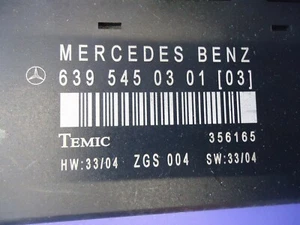 MERCEDES BENZ
639 545 03 01 [03]
TEMIC 356165
HW:33/04 ZGS 004 SW:33/04